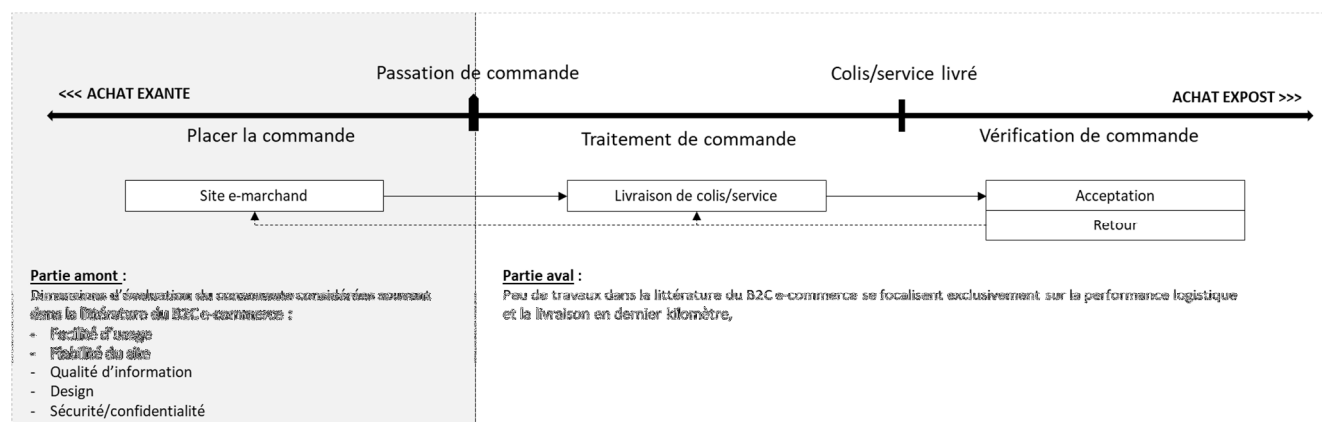 Passation de commande
Colis/service livré
<<< ACHAT EXANTE
ACHAT EXPOST >>>
Placer la commande
Traitement de commande
Vérification de commande
Site e-marchand
Livraison de colis/service
Acceptation
Retour
Partie amont :
Dimensions d'évaluation du consommate considérées souvent
dans la littérature du B2C e-commerce :
- Facilité d'usage
- Fiabilité du site
- Qualité d'information
- Design
- Sécurité/confidentialité
Partie aval :
Peu de travaux dans la littérature du B2C e-commerce se focalisent exclusivement sur la performance logistique
et la livraison en dernier kilomètre,